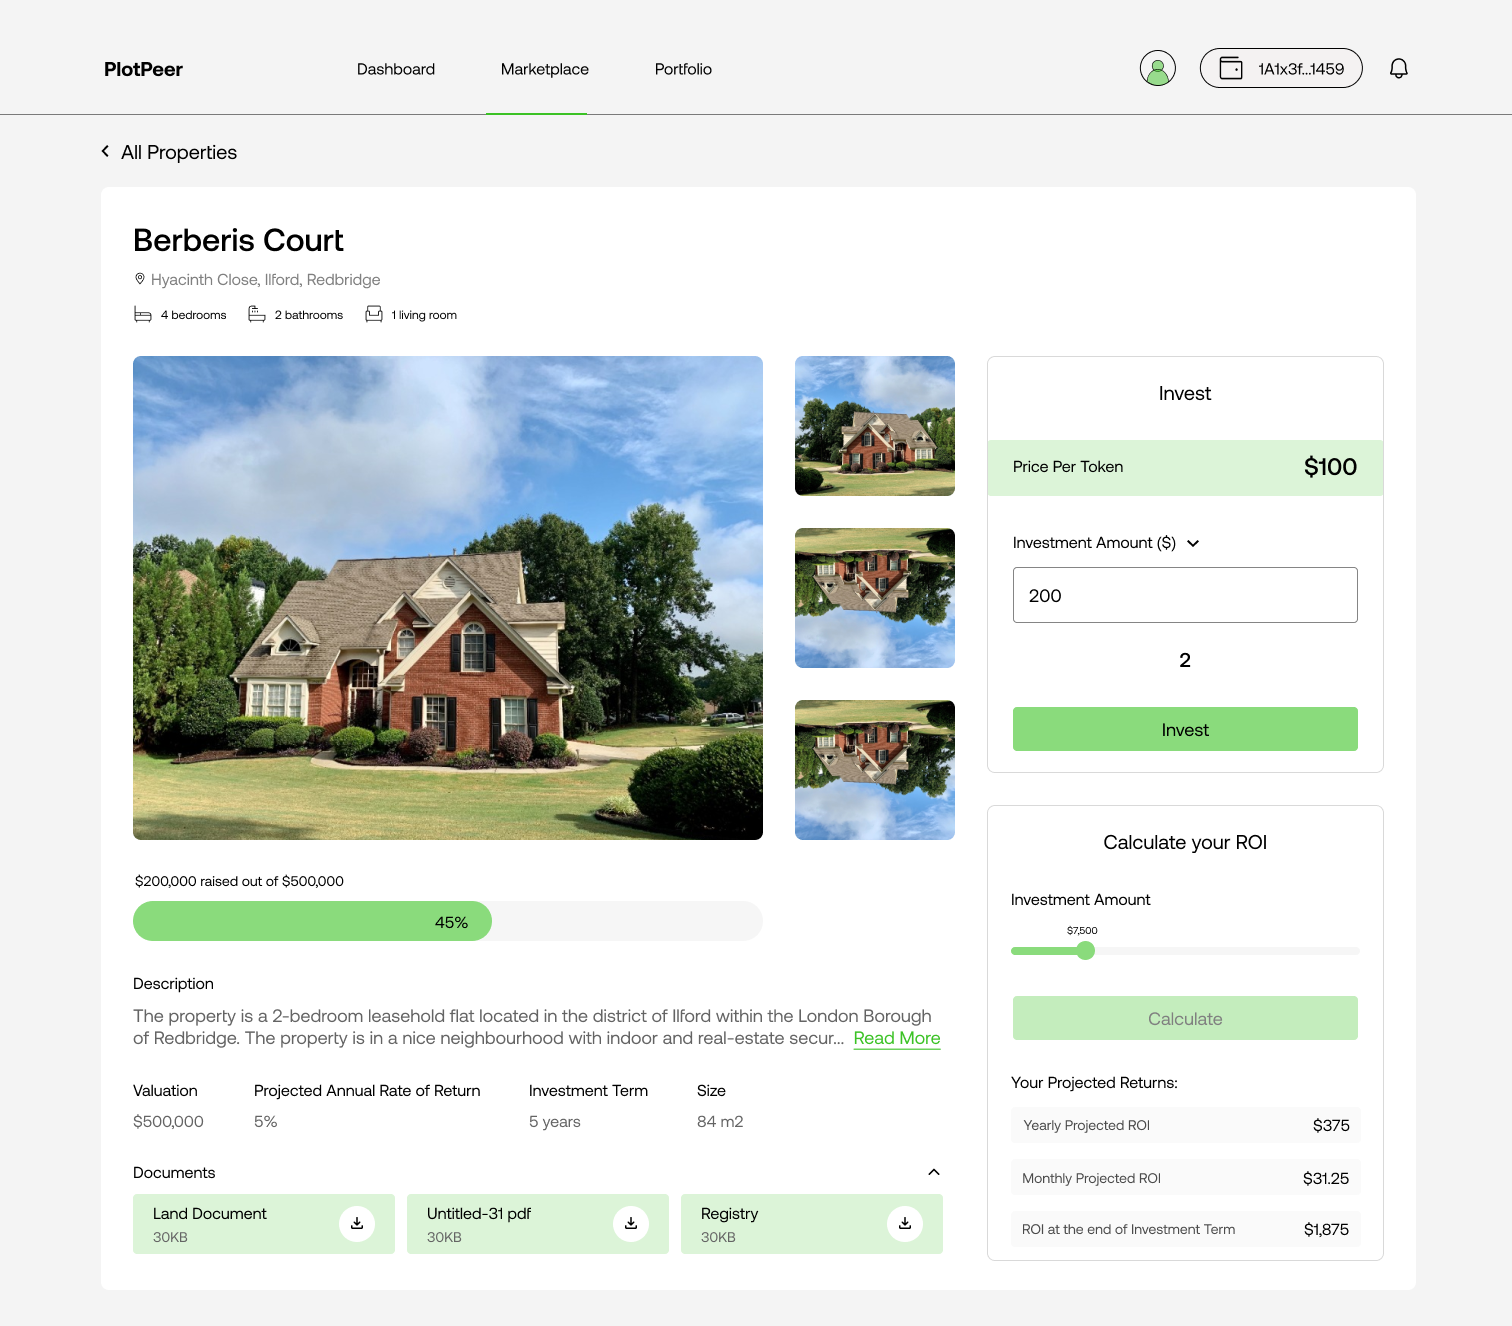 PlotPeer
Dashboard
Marketplace
Portfolio
1A1x3f...1459
All Properties
Berberis Court
Hyacinth Close, Ilford, Redbridge
4 bedrooms
2 bathrooms
1 living room
Invest
Price Per Token
$100
Investment Amount ($)
200
2
Invest
$200,000 raised out of $500,000
45%
Description
The property is a 2-bedroom leasehold flat located in the district of Ilford within the London Borough
of Redbridge. The property is in a nice neighbourhood with indoor and real-estate secur... Read More
Valuation
$500,000
Projected Annual Rate of Return
5%
Investment Term
5 years
Size
84 m2
Documents
Land Document
30KB
Untitled-31 pdf
30KB
Registry
30KB
Calculate your ROI
Investment Amount
$7,500
Calculate
Your Projected Returns:
Yearly Projected ROI
$375
Monthly Projected ROI
$31.25
ROI at the end of Investment Term
$1,875